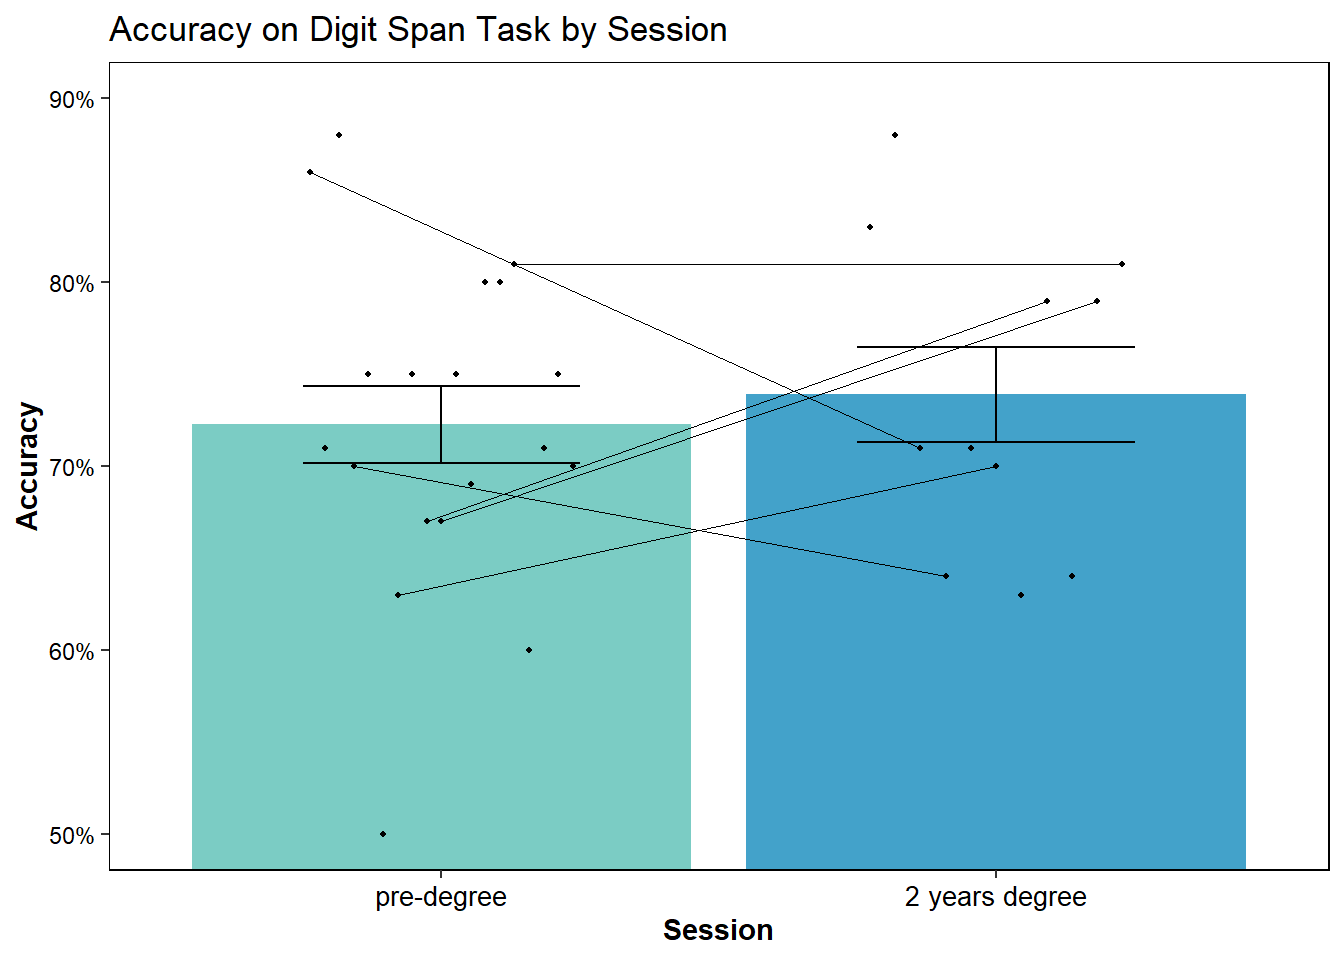 Accuracy on Digit Span Task by Session
90%
80%
70%
60%
50%
Accuracy
pre-degree
2 years degree
Session